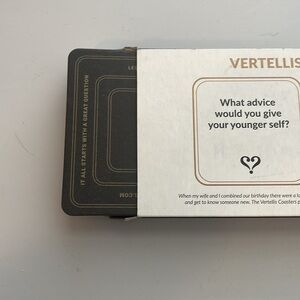 VERTELLIS
What advice
would you give
your younger self?
When my wife and I combined our birthday there were a
and get to know someone new. The Vertellis Coasters
IT ALL STARTS WITH A GREAT QUESTION
.COM